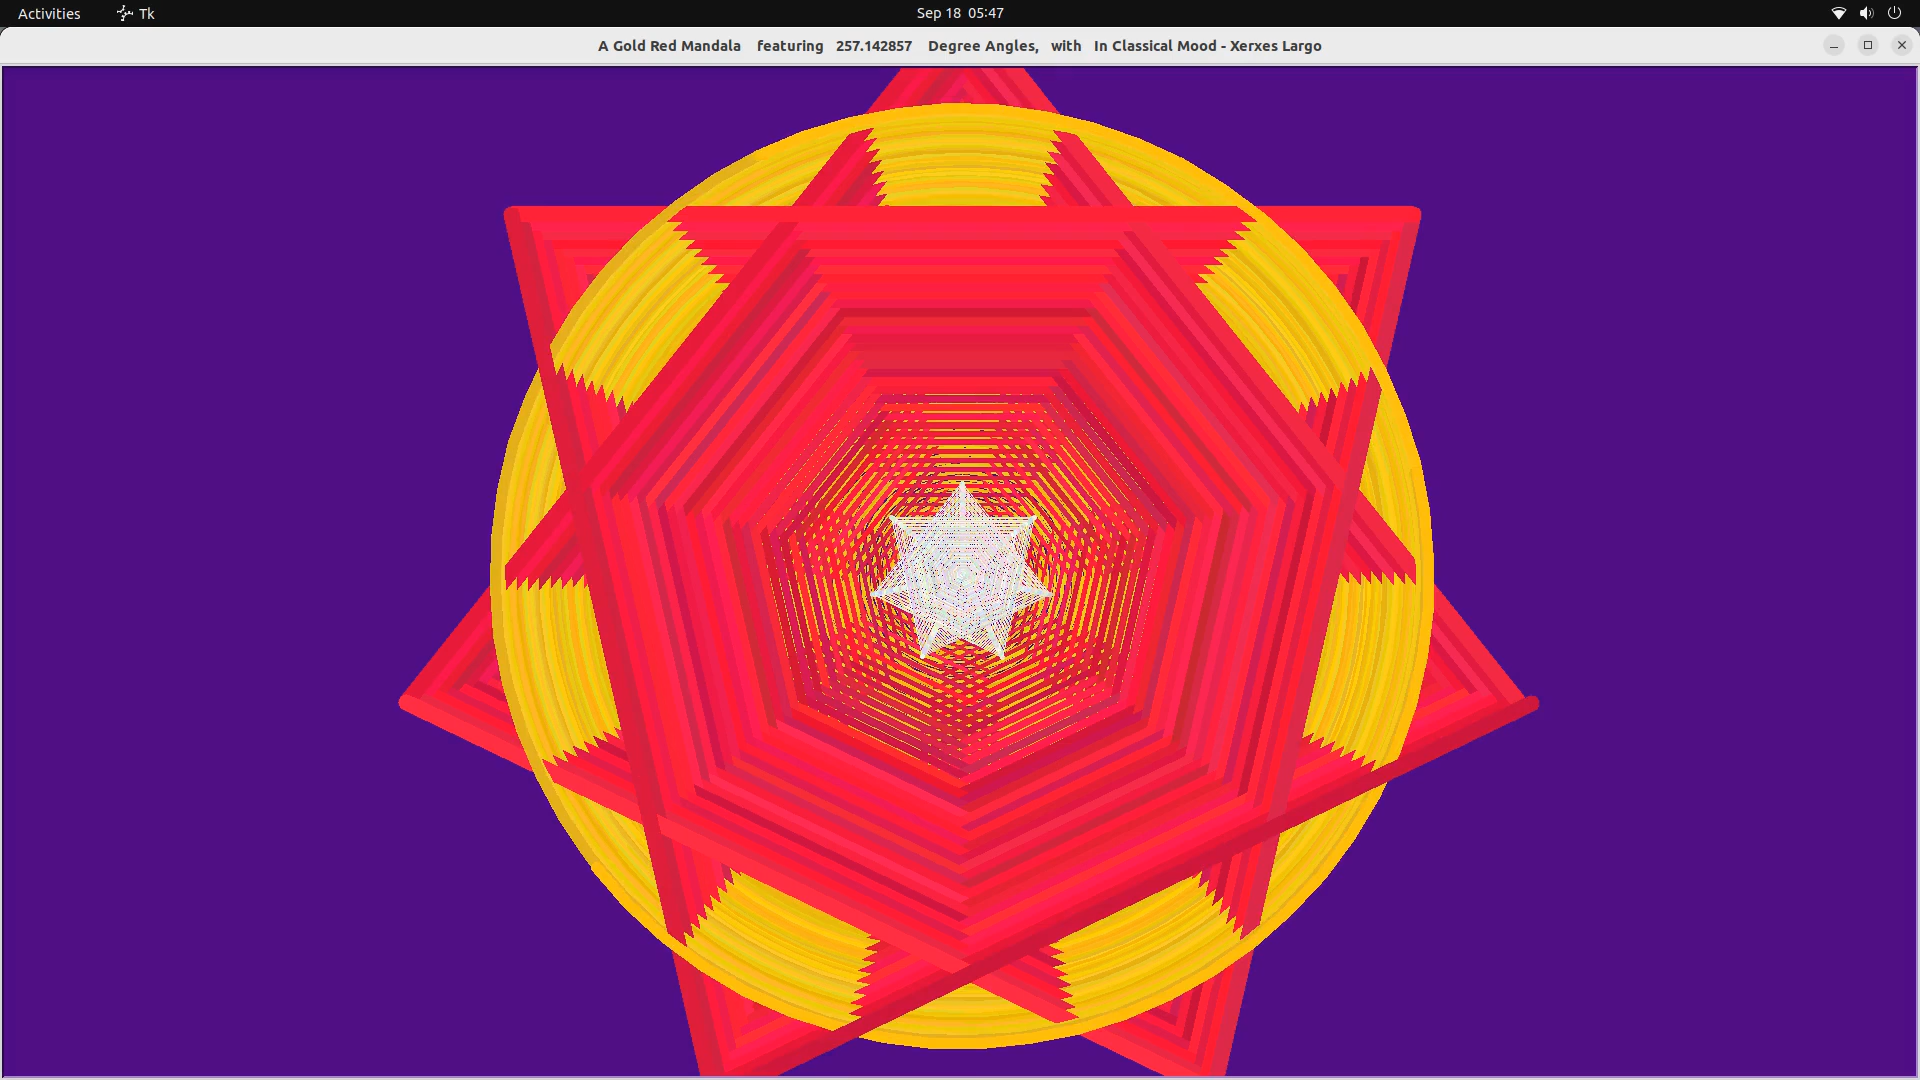 Activities Tk Sep 18 05:47
A Gold Red Mandala featuring 257.142857 Degree Angles, with In Classical Mood - Xerxes Largo